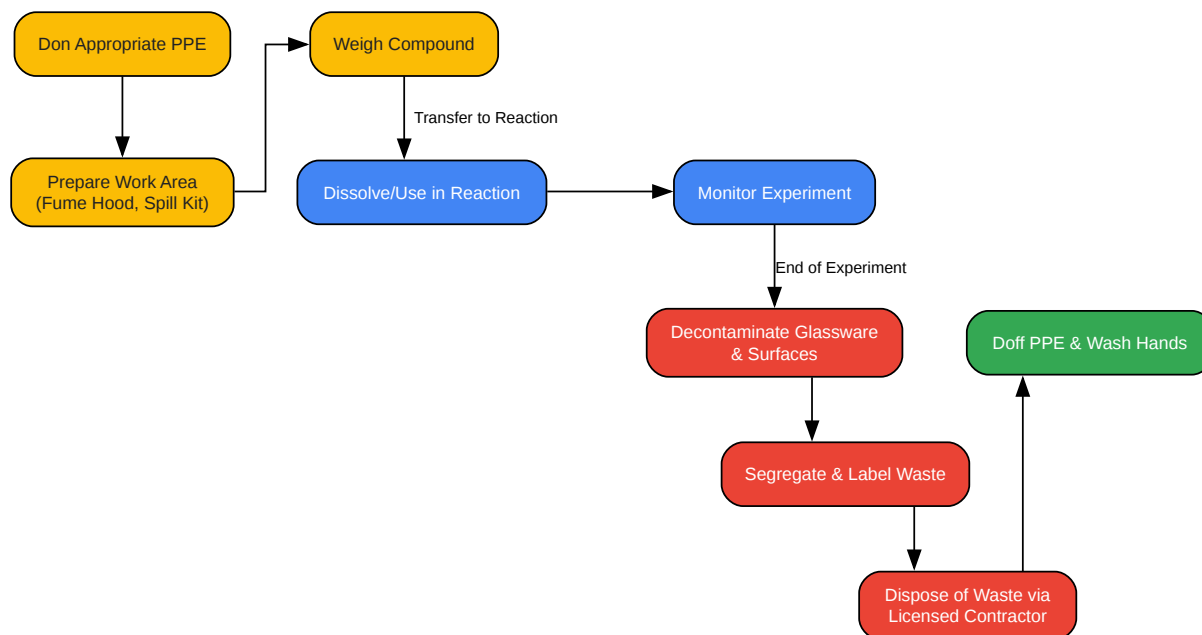 Don Appropriate PPE
Prepare Work Area
(Fume Hood, Spill Kit)
Weigh Compound
Transfer to Reaction
Dissolve/Use in Reaction
Monitor Experiment
End of Experiment
Decontaminate Glassware
& Surfaces
Segregate & Label Waste
Dispose of Waste via
Licensed Contractor
Doff PPE & Wash Hands